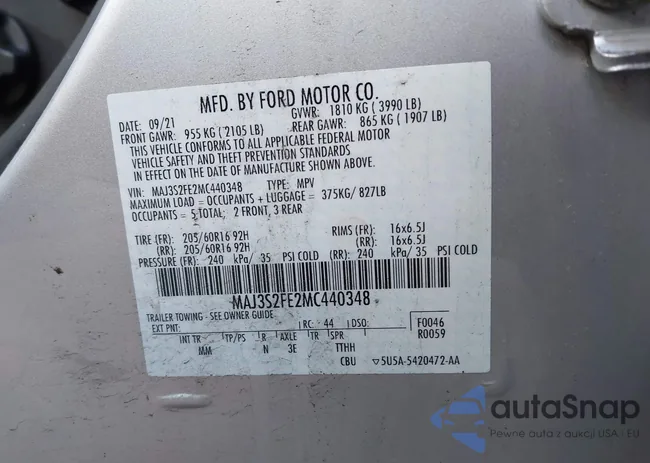 MFD. BY FORD MOTOR CO.
DATE: 09/21 GVWR: 1810 KG ( 3990 LB)
FRONT GAWR: 955 KG ( 2105 LB) REAR GAWR: 865 KG ( 1907 LB)
THIS VEHICLE CONFORMS TO ALL APPLICABLE FEDERAL MOTOR
VEHICLE SAFETY AND THEFT PREVENTION STANDARDS
IN EFFECT ON THE DATE OF MANUFACTURE SHOWN ABOVE.
VIN: MAJ3S2FE2MC440348 TYPE: MPV
MAXIMUM LOAD = OCCUPANTS + LUGGAGE = 375KG/ 827LB
OCCUPANTS = 5 TOTAL; 2 FRONT, 3 REAR
TIRE (FR): 205/60R16 92H RIMS (FR): 16x6.5J
(RR): 205/60R16 92H (RR): 16x6.5J
PRESSURE (FR): 240 kPa/ 35 PSI COLD (RR): 240 kPa/ 35 PSI COLD
MAJ3S2FE2MC440348
TRAILER TOWING - SEE OWNER GUIDE
EXT PNT: RC: 44 DSO: F0046
R0059
INT TR TP/PS R AXLE TR SPR
MM N 3E TTHH
CBU ▽5U5A-5420472-AA
autoSnap
Pewne auta z aukcji USA i EU